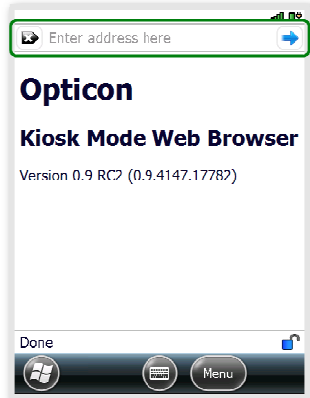 Enter address here
Opticon
Kiosk Mode Web Browser
Version 0.9 RC2 (0.9.4147.17782)
Done
Menu